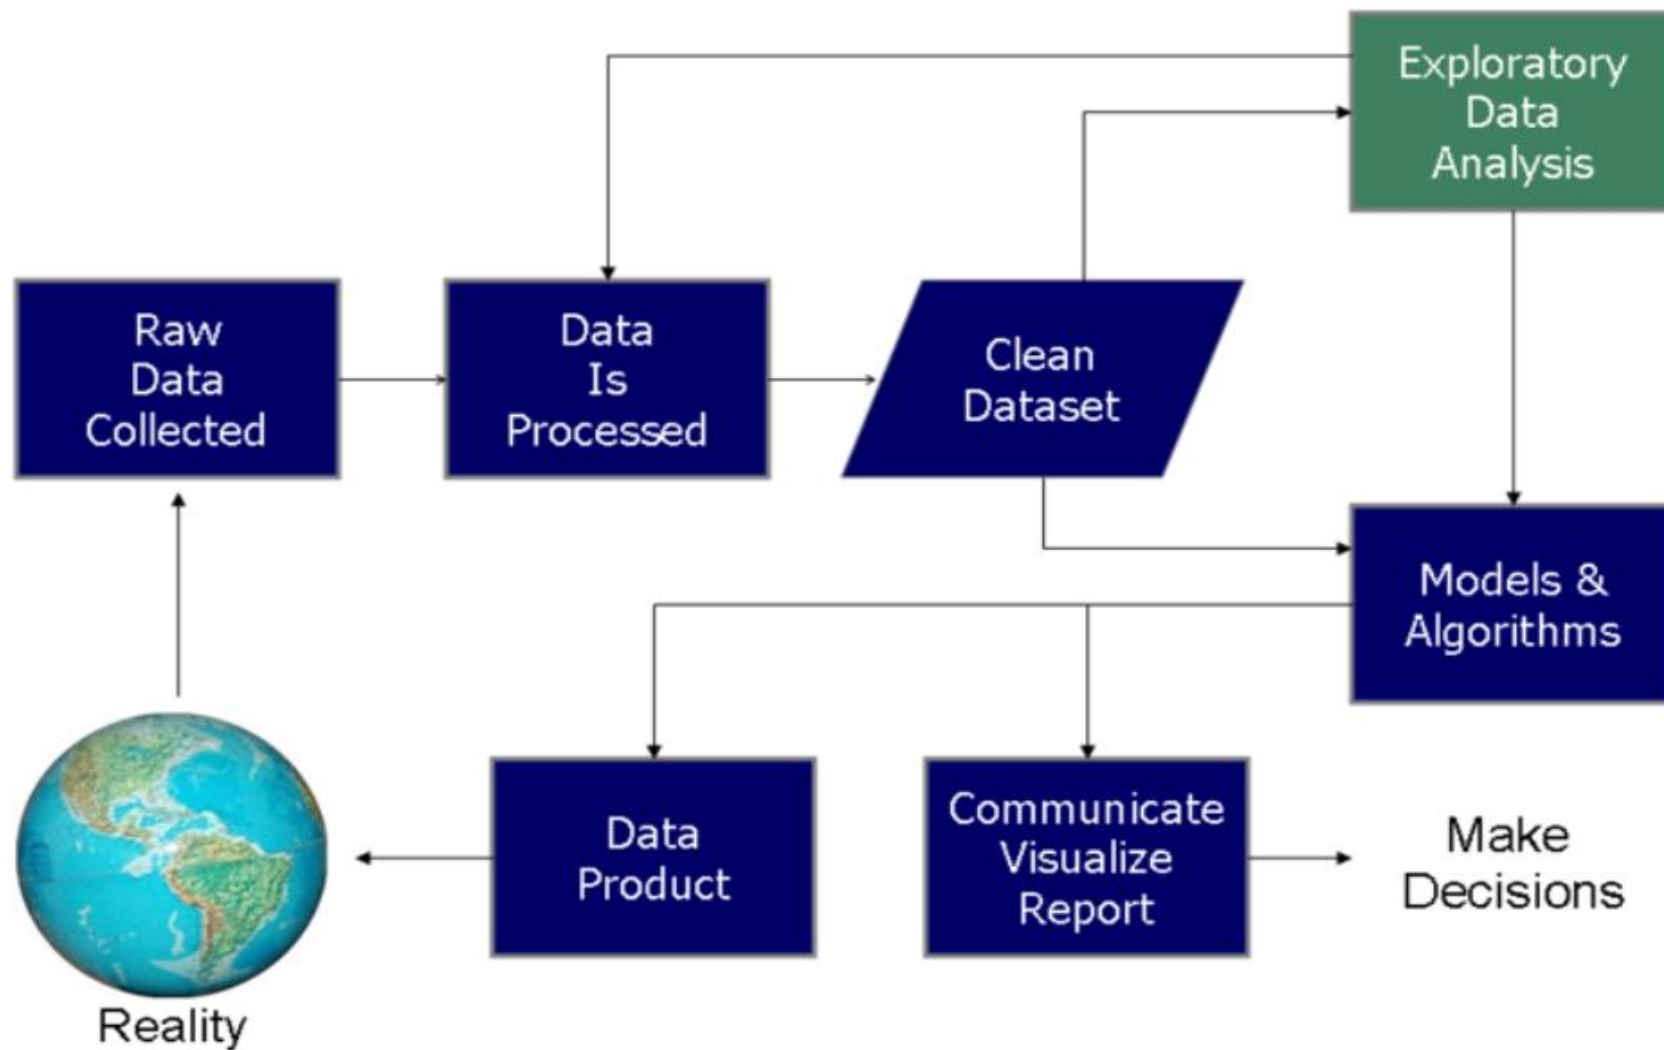 Exploratory
Data
Analysis
Raw
Data
Collected
Data
Is
Processed
Clean
Dataset
Models &
Algorithms
Data
Product
Communicate
Visualize
Report
Make
Decisions
Reality